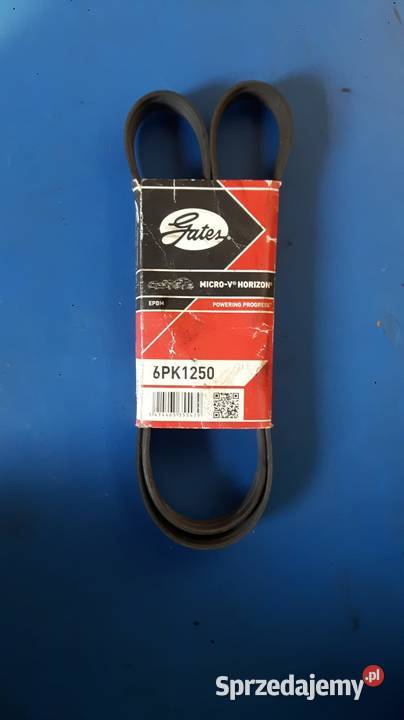 Gates®
MICRO-V® HORIZON®
EPDM
POWERING PROGRESS™
6PK1250
Sprzedajemy.pl